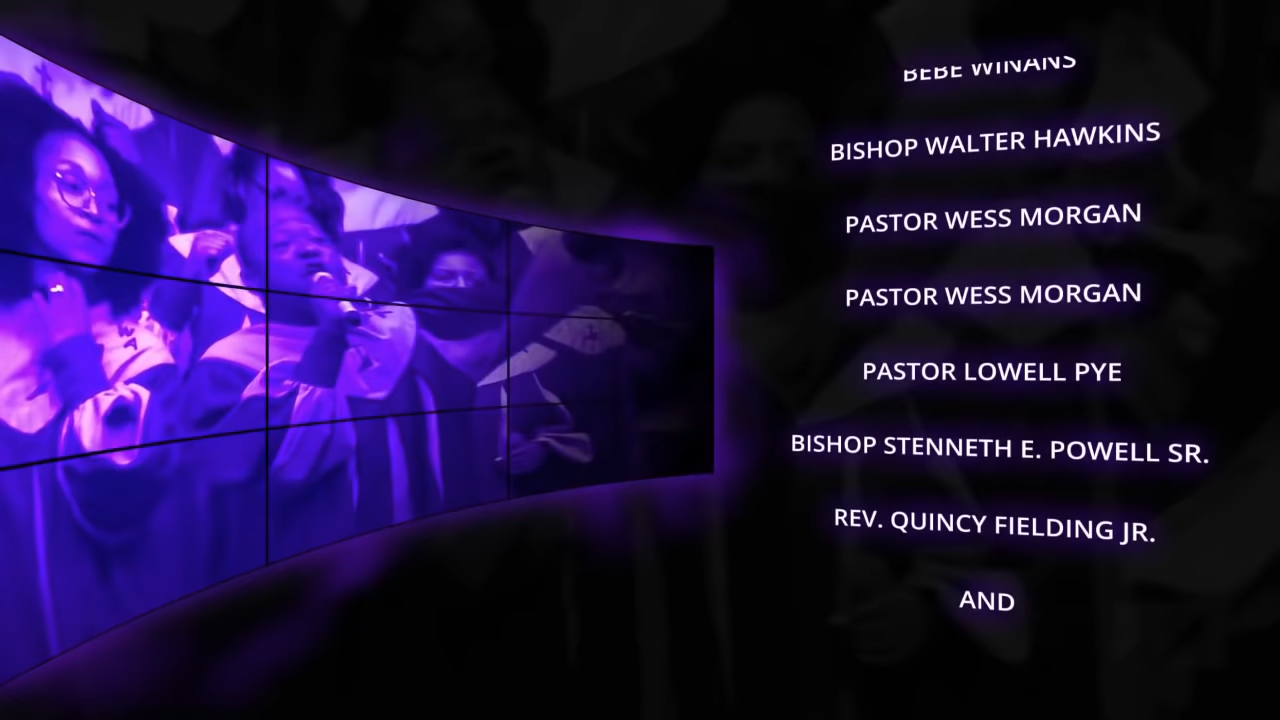 BEBE WINANS
BISHOP WALTER HAWKINS
PASTOR WESS MORGAN
PASTOR WESS MORGAN
PASTOR LOWELL PYE
BISHOP STENNETH E. POWELL SR.
REV. QUINCY FIELDING JR.
AND